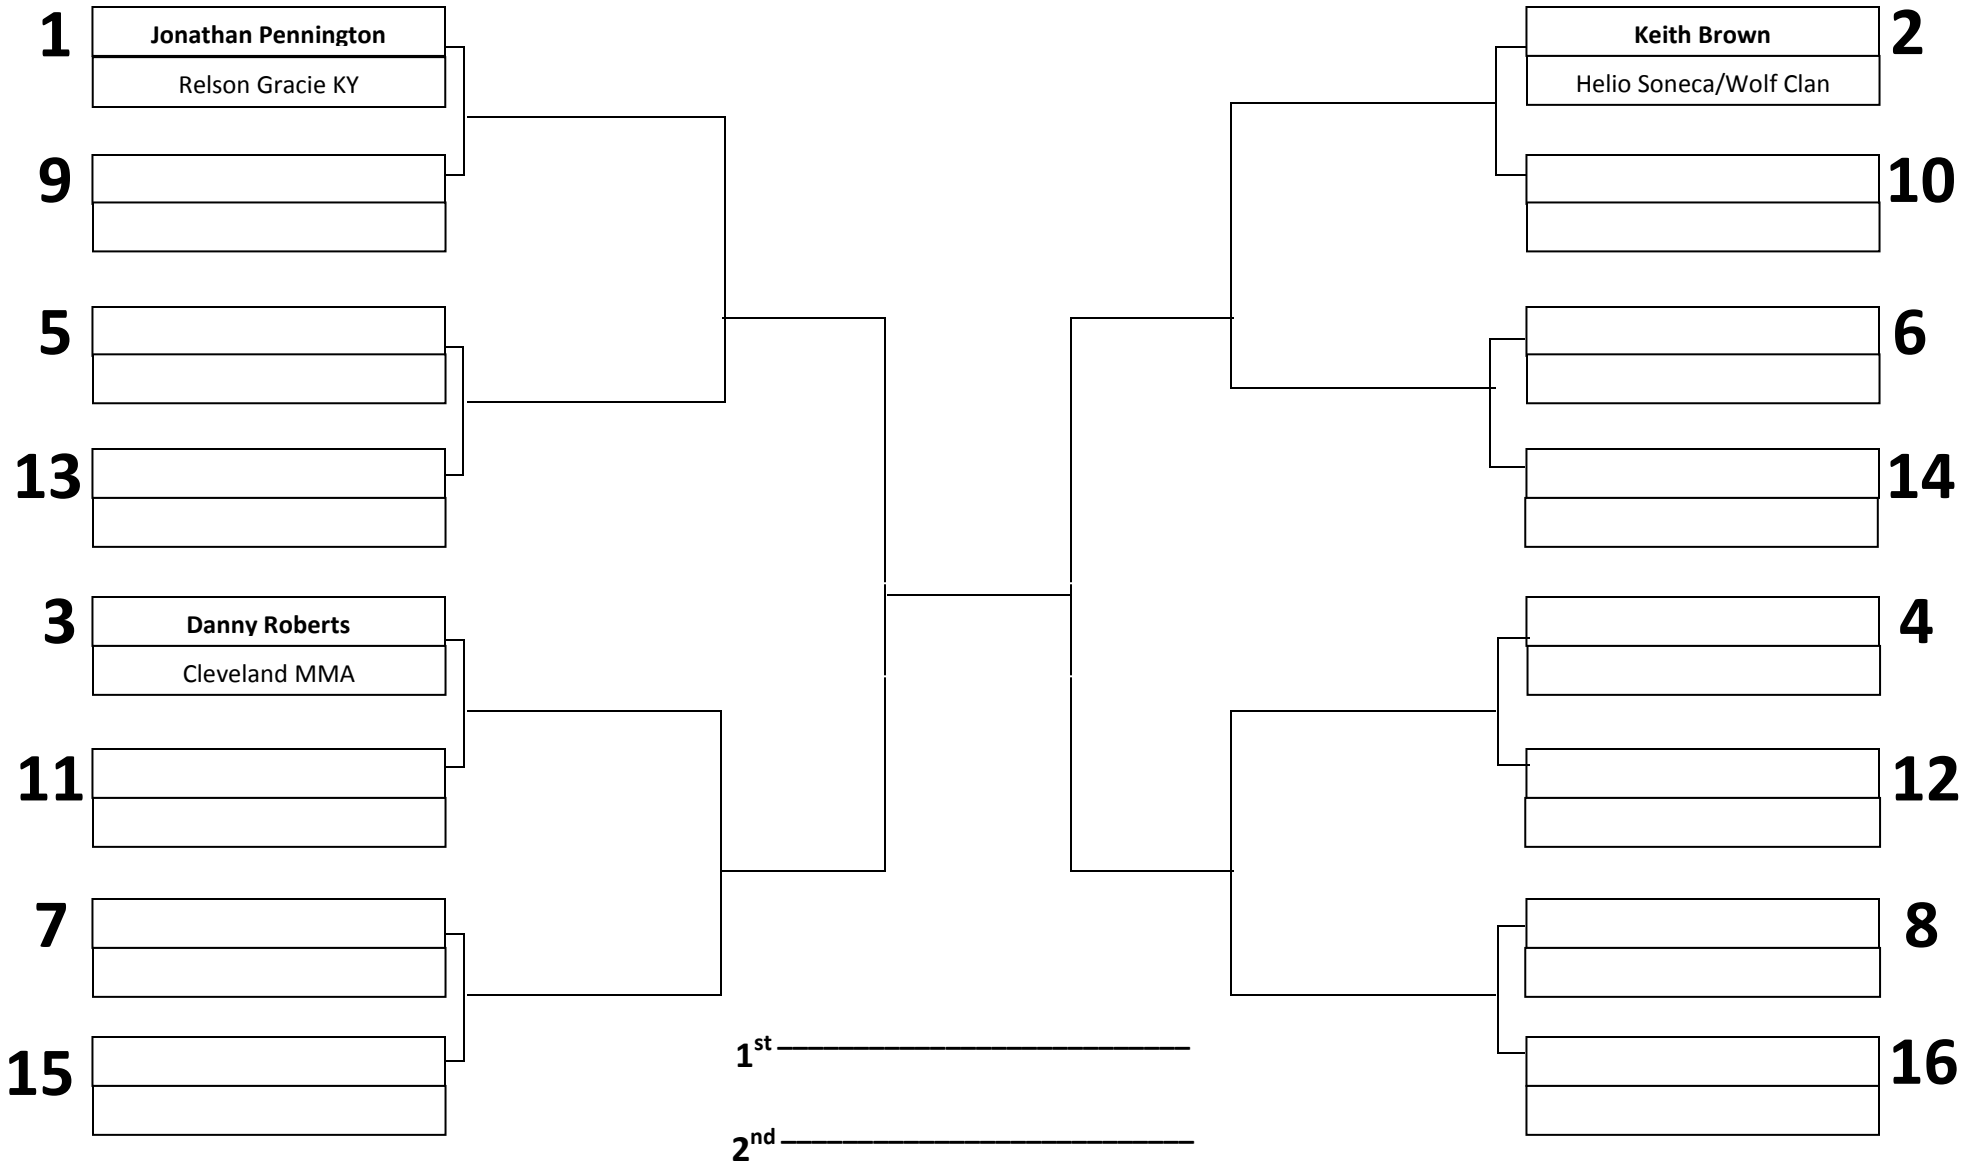 1
Jonathan Pennington
Relson Gracie KY
9
5
13
3
Danny Roberts
Cleveland MMA
11
7
15
Keith Brown
2
Helio Soneca/Wolf Clan
10
6
14
4
12
8
16
1st
2nd